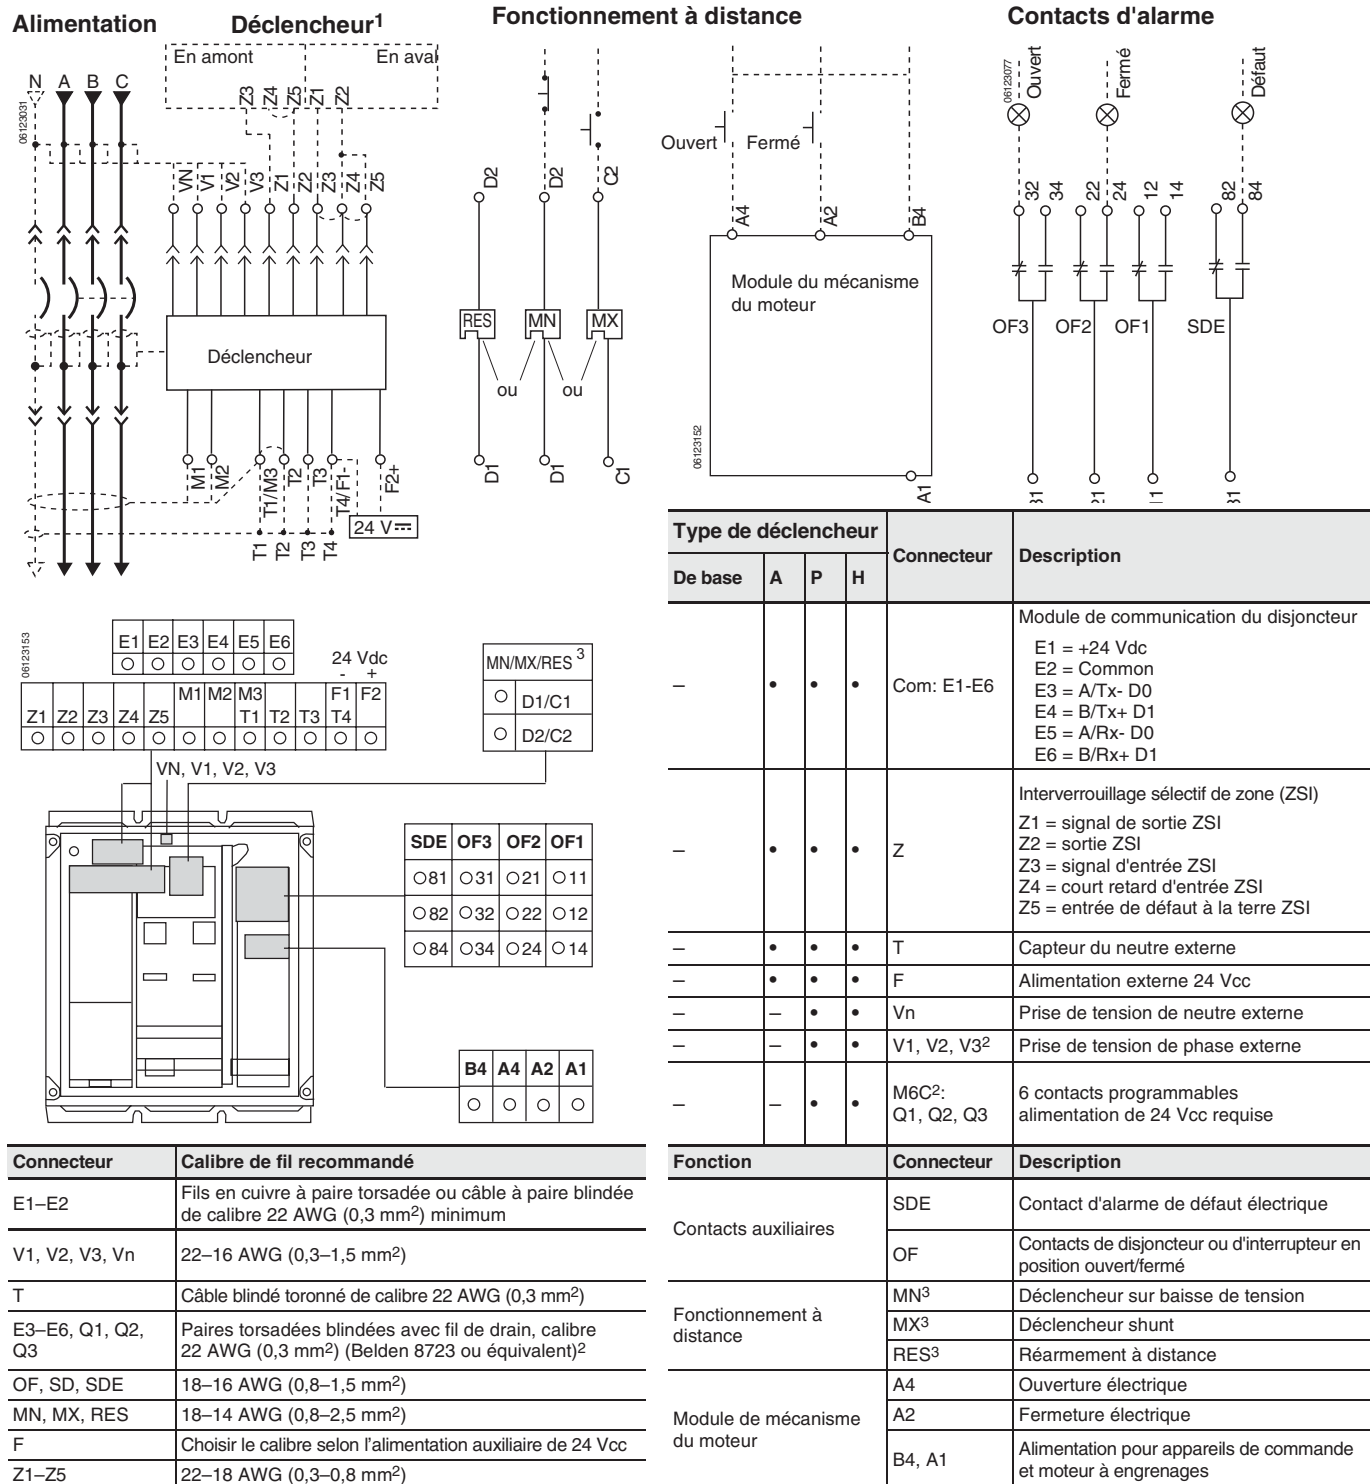 Alimentation
Déclencheur1
Fonctionnement à distance
Contacts d'alarme
En amont
En aval
N A B C
06123031
Z3 Z4 Z5 Z1 Z2
VN V1 V2 V3 Z1 Z2 Z3 Z4 Z5
Déclencheur
M1 M2 T1/M3 T2 T3 T4/F1- F2+
24 V
T1 T2 T3 T4
D2 D2 C2
RES MN MX
ou ou
D1 D1 C1
Ouvert Fermé
A4 A2 B4
Module du mécanisme
du moteur
06123152
A1
06123077
Ouvert Fermé Défaut
32 34 22 24 12 14 82 84
OF3 OF2 OF1 SDE
31 21 11 81
06123153
E1 E2 E3 E4 E5 E6
24 Vdc
- +
M1 M2 M3 F1 F2
Z1 Z2 Z3 Z4 Z5 T1 T2 T3 T4
VN, V1, V2, V3
MN/MX/RES 3
D1/C1
D2/C2
SDE OF3 OF2 OF1
81 31 21 11
82 32 22 12
84 34 24 14
B4 A4 A2 A1
Type de déclencheur Connecteur Description
De base A P H
– • • • Com: E1-E6 Module de communication du disjoncteur
E1 = +24 Vdc
E2 = Common
E3 = A/Tx- D0
E4 = B/Tx+ D1
E5 = A/Rx- D0
E6 = B/Rx+ D1
– • • • Z Interverrouillage sélectif de zone (ZSI)
Z1 = signal de sortie ZSI
Z2 = sortie ZSI
Z3 = signal d'entrée ZSI
Z4 = court retard d'entrée ZSI
Z5 = entrée de défaut à la terre ZSI
– • • • T Capteur du neutre externe
– • • • F Alimentation externe 24 Vcc
– – • • Vn Prise de tension de neutre externe
– – • • V1, V2, V32 Prise de tension de phase externe
– – • • M6C2: 6 contacts programmables
Q1, Q2, Q3 alimentation de 24 Vcc requise
Connecteur Calibre de fil recommandé
E1–E2 Fils en cuivre à paire torsadée ou câble à paire blindée
de calibre 22 AWG (0,3 mm2) minimum
V1, V2, V3, Vn 22–16 AWG (0,3–1,5 mm2)
T Câble blindé toronné de calibre 22 AWG (0,3 mm2)
E3–E6, Q1, Q2, Paires torsadées blindées avec fil de drain, calibre
Q3 22 AWG (0,3 mm2) (Belden 8723 ou équivalent)2
OF, SD, SDE 18–16 AWG (0,8–1,5 mm2)
MN, MX, RES 18–14 AWG (0,8–2,5 mm2)
F Choisir le calibre selon l'alimentation auxiliaire de 24 Vcc
Z1–Z5 22–18 AWG (0,3–0,8 mm2)
Fonction Connecteur Description
Contacts auxiliaires SDE Contact d'alarme de défaut électrique
OF Contacts de disjoncteur ou d'interrupteur en
position ouvert/fermé
Fonctionnement à
distance
MN3 Déclencheur sur baisse de tension
MX3 Déclencheur shunt
RES3 Réarmement à distance
Module de mécanisme
du moteur
A4 Ouverture électrique
A2 Fermeture électrique
B4, A1 Alimentation pour appareils de commande
et moteur à engrenages